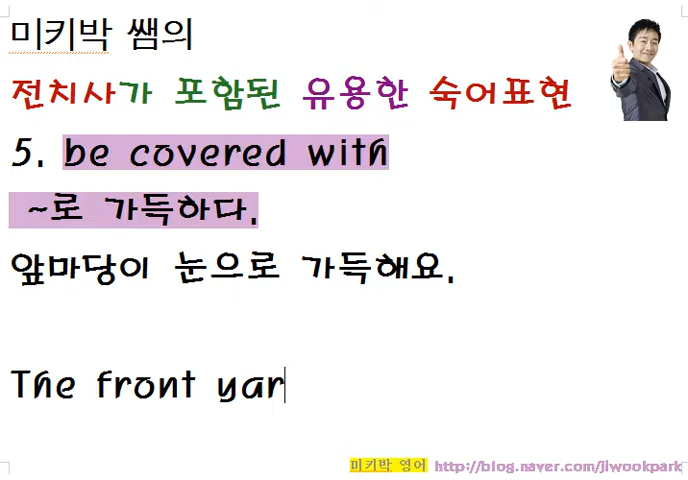 미키박 쌤의
전치사가 포함된 유용한 숙어표현
5. be covered with
~로 가득하다.
앞마당이 눈으로 가득해요.
The front yar
미키박 영어 http://blog.naver.com/jiwookpark